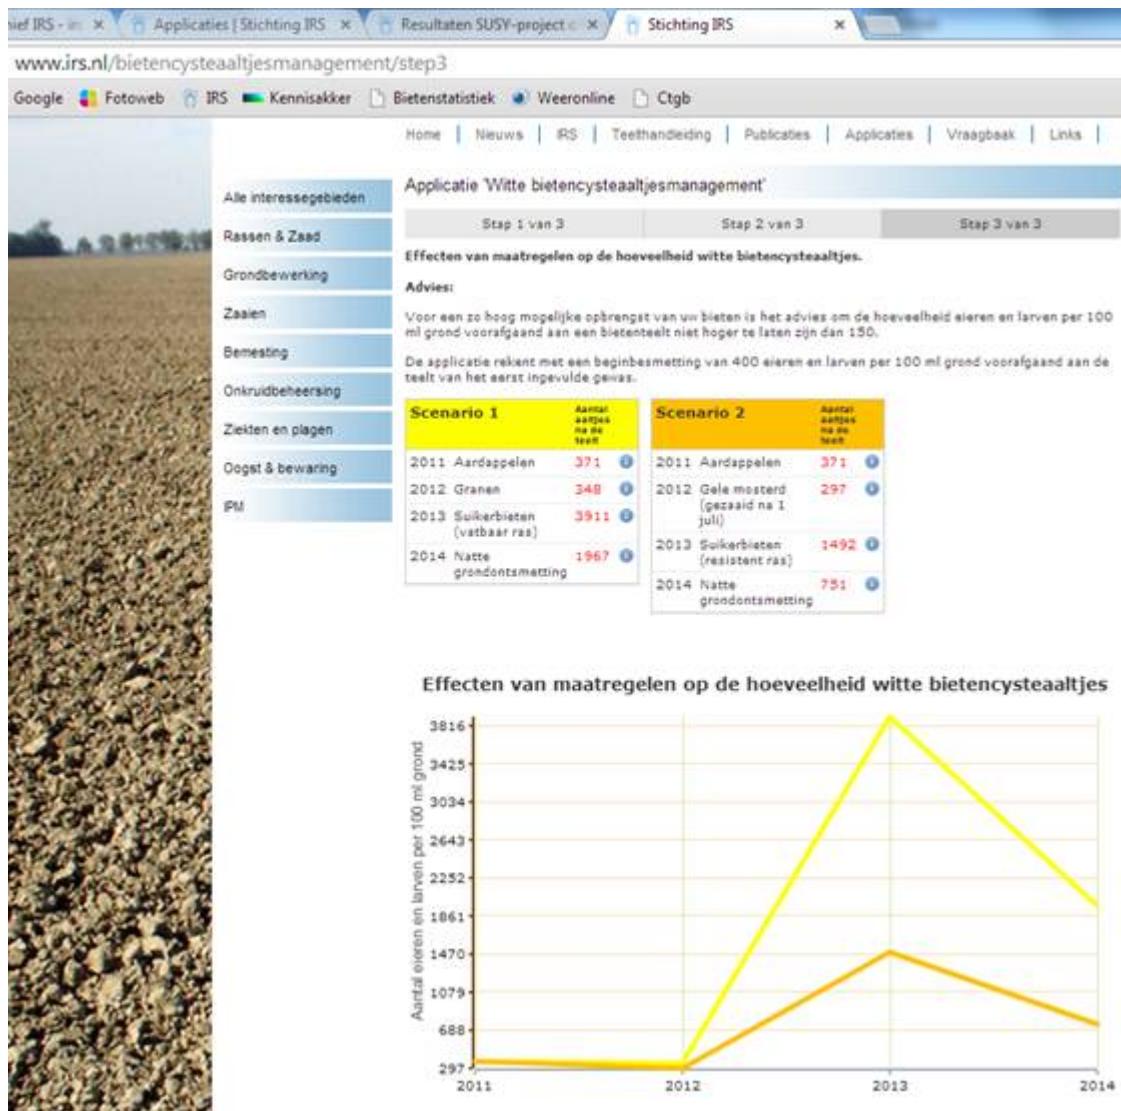 ief IRS - in
Applicaties | Stichting IRS
Resultaten SUSY-project
Stichting IRS
www.irs.nl/bietencysteaaltjesmanagement/step3
Google Fotoweb IRS Kennisakker Bietenstatistiek Weeronline Ctgb
Home | Nieuws | IRS | Teelthandleiding | Publicaties | Applicaties | Vraagbaak | Links |
Alle interessegebieden
Rassen & Zaad
Grondbewerking
Zaaien
Bemesting
Onkruidbeheersing
Ziekten en plagen
Oogst & bewaring
IPM
Applicatie 'Witte bietencysteaaltjesmanagement'
Stap 1 van 3
Stap 2 van 3
Stap 3 van 3
Effecten van maatregelen op de hoeveelheid witte bietencysteaaltjes.
Advies:
Voor een zo hoog mogelijke opbrengst van uw bieten is het advies om de hoeveelheid eieren en larven per 100
ml grond voorafgaand aan een bietenteelt niet hoger te laten zijn dan 150.
De applicatie rekent met een beginbesmetting van 400 eieren en larven per 100 ml grond voorafgaand aan de
teelt van het eerst ingevulde gewas.
Scenario 1
Aantal
aaltjes
na de
teelt
2011 Aardappelen 371
2012 Granen 348
2013 Suikerbieten 3911
(vatbaar ras)
2014 Natte 1967
grondontsmetting
Scenario 2
Aantal
aaltjes
na de
teelt
2011 Aardappelen 371
2012 Gele mosterd 297
(gezaaid na 1
juli)
2013 Suikerbieten 1492
(resistent ras)
2014 Natte 751
grondontsmetting
Effecten van maatregelen op de hoeveelheid witte bietencysteaaltjes
Aantal eieren en larven per 100 ml grond
3816
3425
3034
2643
2252
1861
1470
1079
688
297
2011
2012
2013
2014